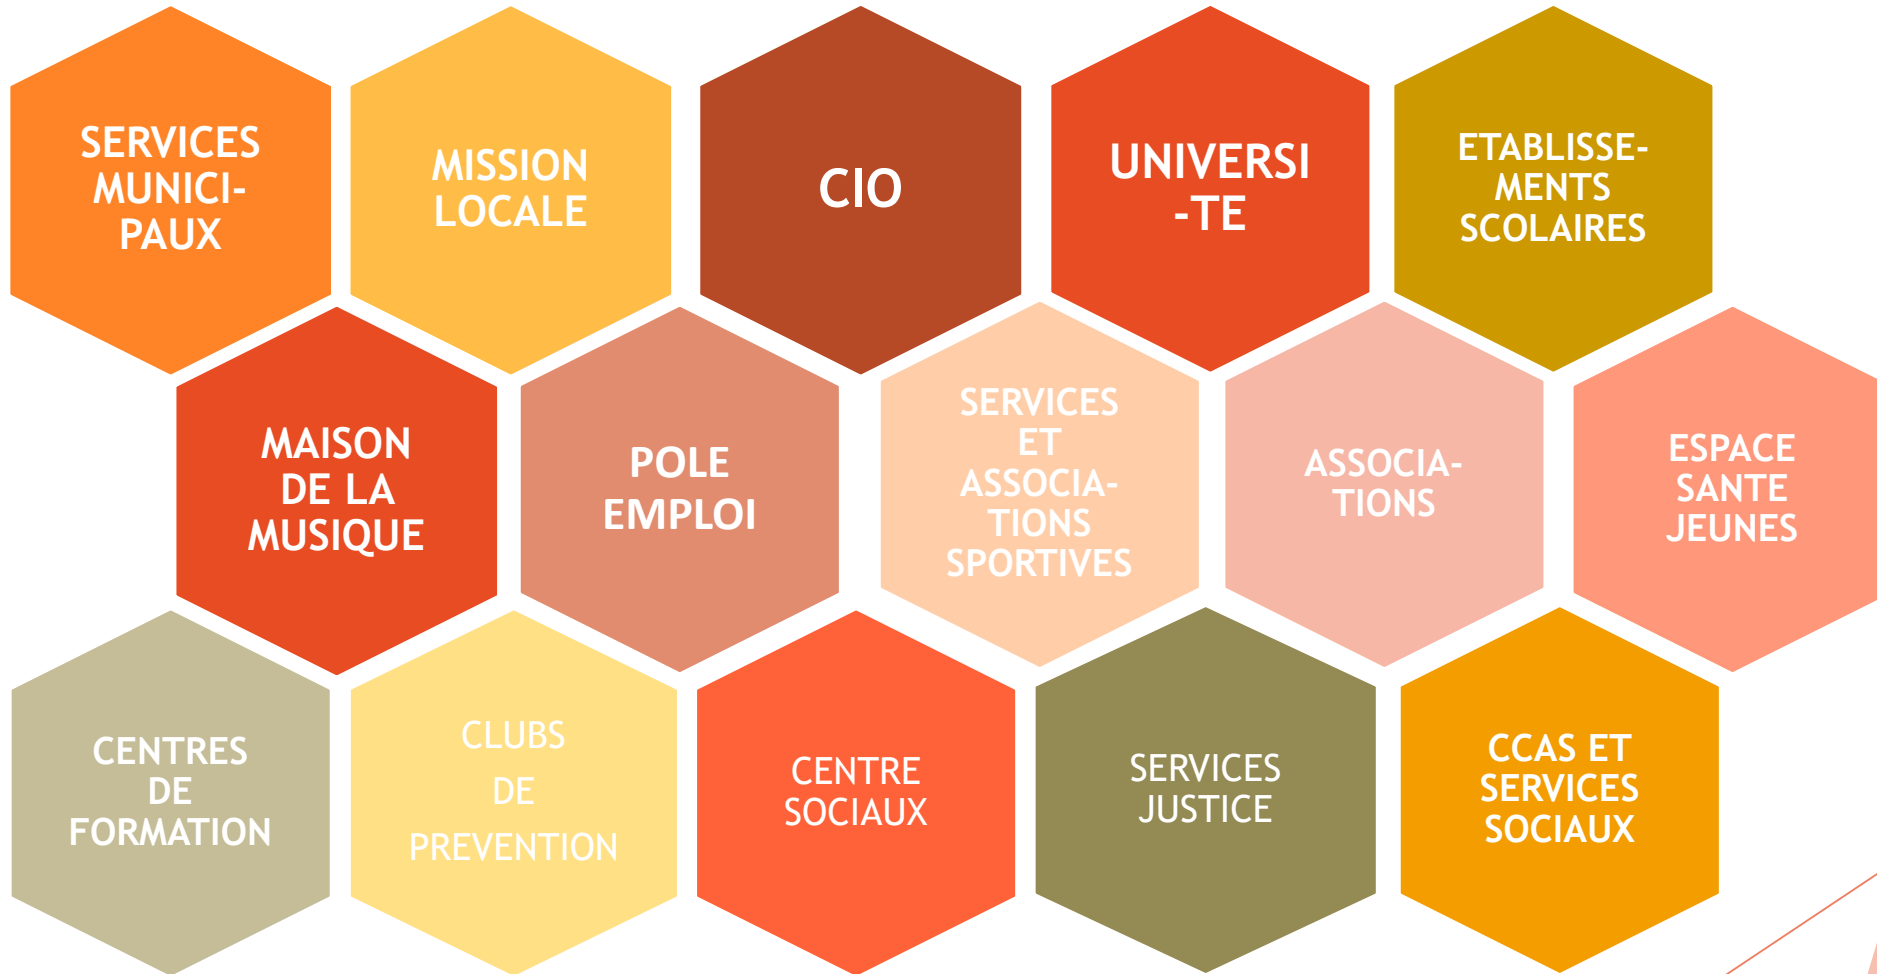 SERVICES
MUNICI-
PAUX
MISSION
LOCALE
CIO
UNIVERSI
-TE
ETABLISSE-
MENTS
SCOLAIRES
MAISON
DE LA
MUSIQUE
POLE
EMPLOI
SERVICES
ET
ASSOCIA-
TIONS
SPORTIVES
ASSOCIA-
TIONS
ESPACE
SANTE
JEUNES
CENTRES
DE
FORMATION
CLUBS
DE
PREVENTION
CENTRE
SOCIAUX
SERVICES
JUSTICE
CCAS ET
SERVICES
SOCIAUX